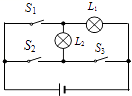 S₁ L₁
L₂
S₂ S₃